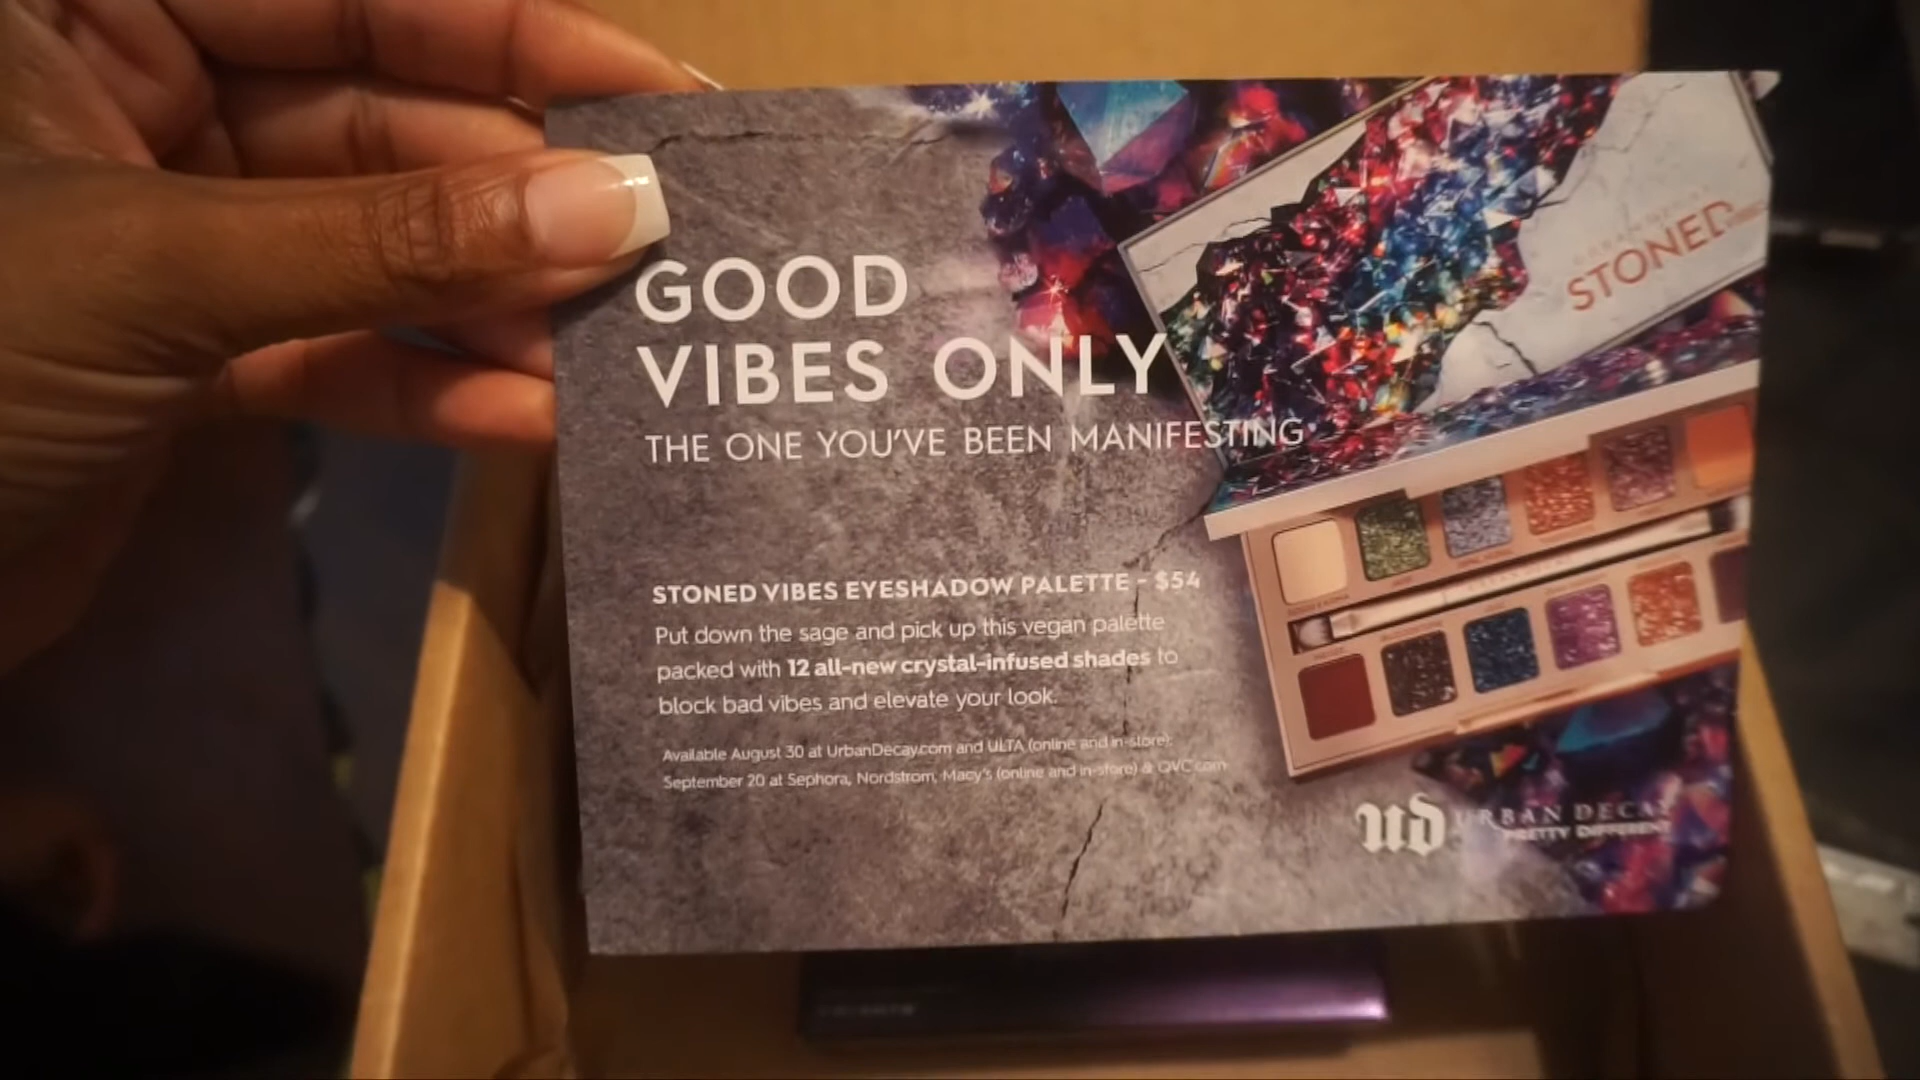 GOOD
VIBES ONLY
THE ONE YOU'VE BEEN MANIFESTING
STONED
STONED VIBES EYESHADOW PALETTE - $54
Put down the sage and pick up this vegan palette
packed with 12 all-new crystal-infused shades to
block bad vibes and elevate your look.
Available August 30 at UrbanDecay.com and ULTA (online and in-store);
September 20 at Sephora, Nordstrom, Macy's (online and in-store) & QVC.com
UD URBAN DECAY
PRETTY DIFFERENT